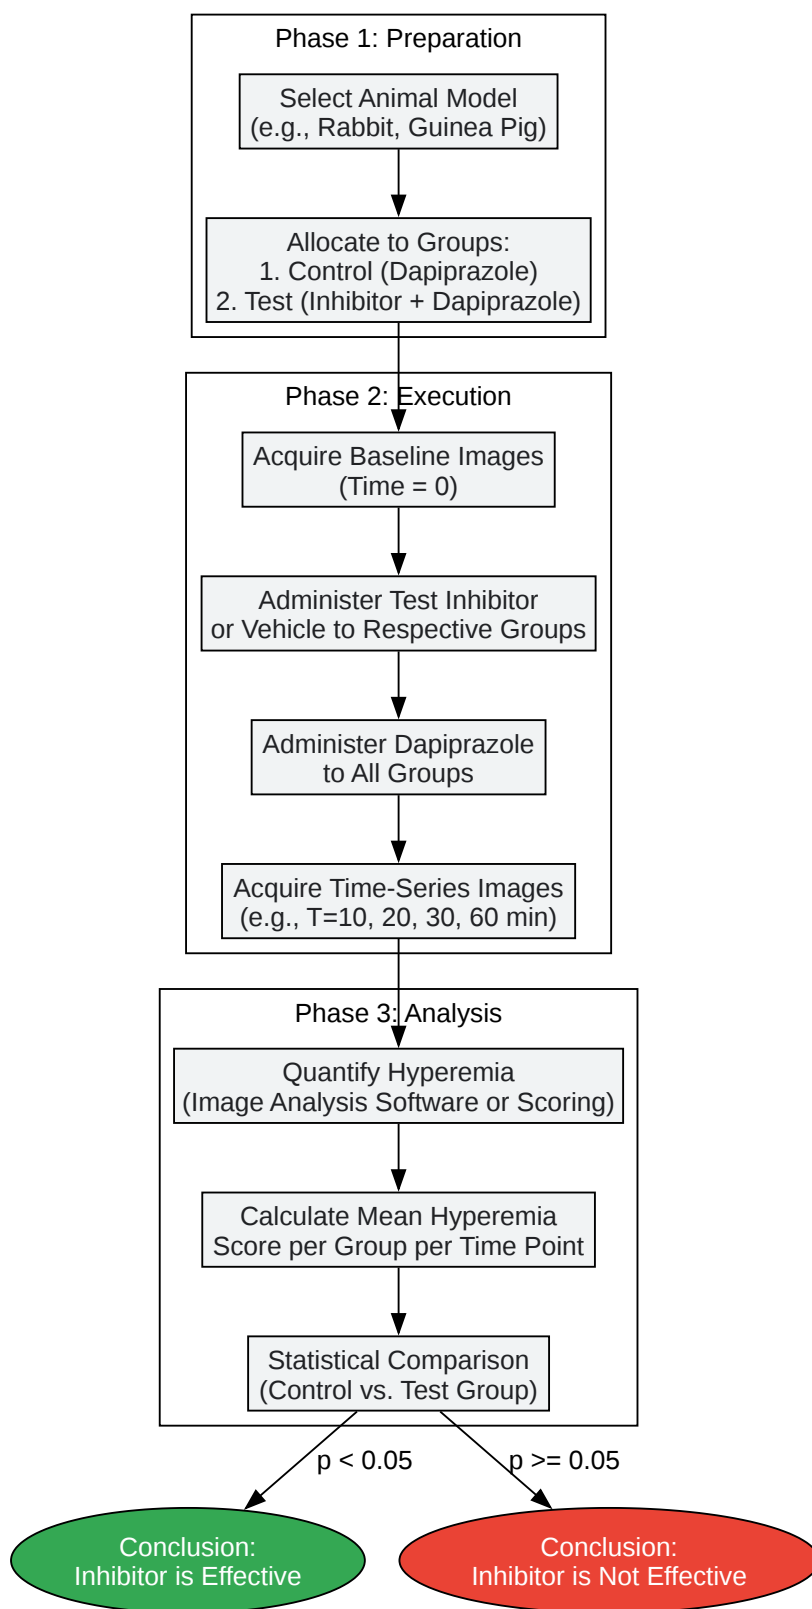 Phase 1: Preparation
Select Animal Model
(e.g., Rabbit, Guinea Pig)
Allocate to Groups:
1. Control (Dapiprazole)
2. Test (Inhibitor + Dapiprazole)
Phase 2: Execution
Acquire Baseline Images
(Time = 0)
Administer Test Inhibitor
or Vehicle to Respective Groups
Administer Dapiprazole
to All Groups
Acquire Time-Series Images
(e.g., T=10, 20, 30, 60 min)
Phase 3: Analysis
Quantify Hyperemia
(Image Analysis Software or Scoring)
Calculate Mean Hyperemia
Score per Group per Time Point
Statistical Comparison
(Control vs. Test Group)
p < 0.05
p >= 0.05
Conclusion:
Inhibitor is Effective
Conclusion:
Inhibitor is Not Effective